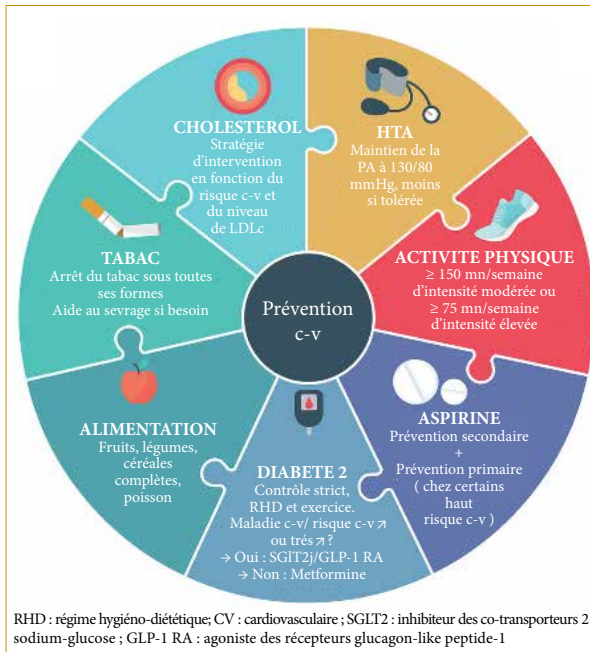 CHOLESTEROL
Stratégie
d'intervention
en fonction du
risque c-v et
du niveau
de LDLc
HTA
Maintien de la
PA à 130/80
mmHg, moins
si tolérée
ACTIVITE PHYSIQUE
≥ 150 mn/semaine
d'intensité modérée ou
≥ 75 mn/semaine
d'intensité élevée
ASPIRINE
Prévention secondaire
+
Prévention primaire
( chez certains
haut
risque c-v )
DIABETE 2
Contrôle strict,
RHD et exercice.
Maladie c-v/ risque c-v ↗
ou trés ↗ ?
→ Oui : SGlT2j/GLP-1 RA
→ Non : Metformine
ALIMENTATION
Fruits, légumes,
céréales
complètes,
poisson
TABAC
Arrêt du tabac sous toutes
ses formes
Aide au sevrage si besoin
Prévention
c-v
RHD : régime hygiéno-diététique; CV : cardiovasculaire ; SGLT2 : inhibiteur des co-transporteurs 2
sodium-glucose ; GLP-1 RA : agoniste des récepteurs glucagon-like peptide-1